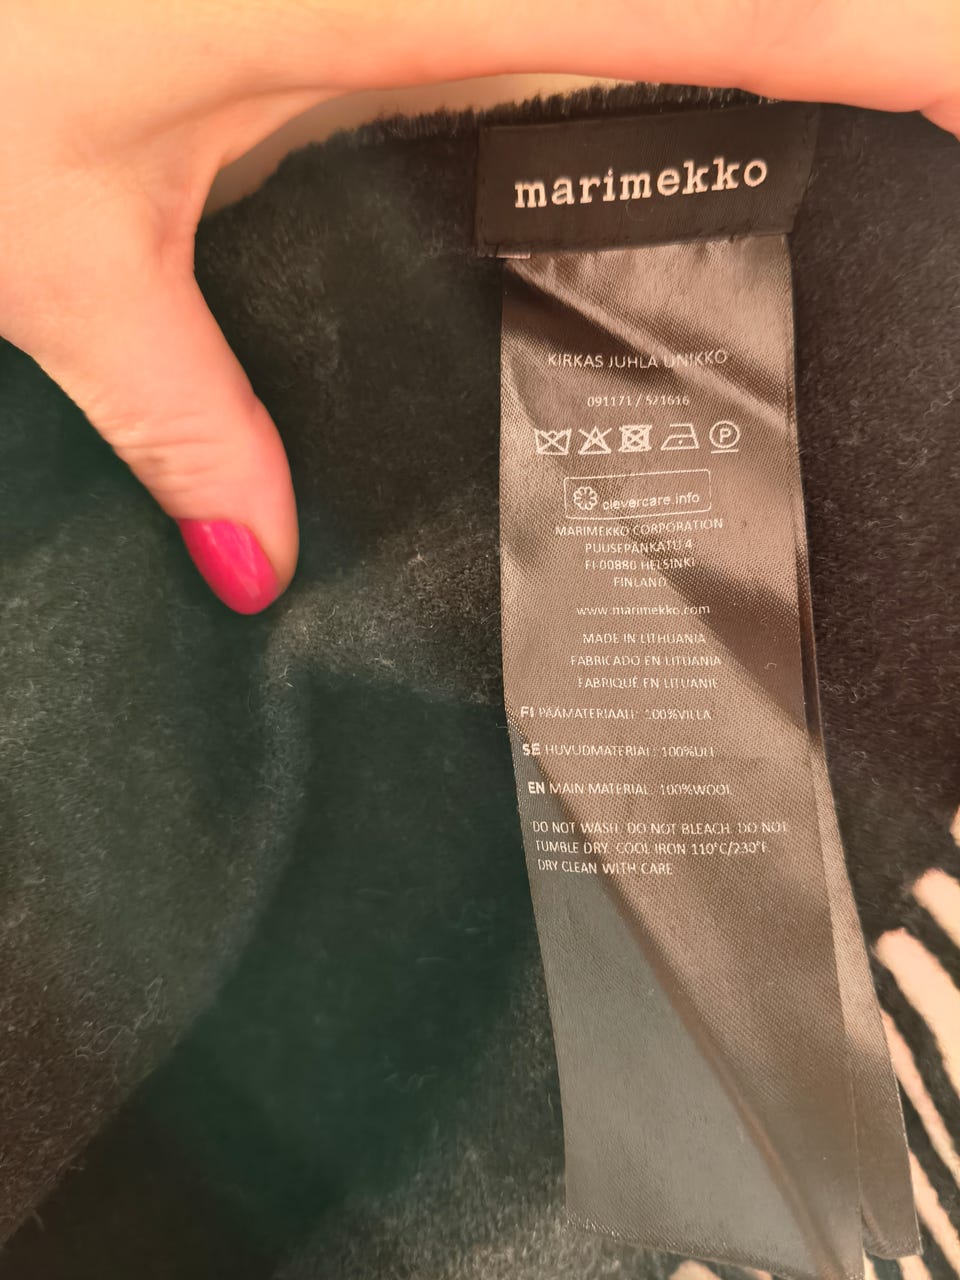 marimekko
KIRKAS JUHLA UNIKKO
091171 / 521616
P
clevercare.info
MARIMEKKO CORPORATION
PUUSEPÄNKATU 4
FI-00880 HELSINKI
FINLAND
www.marimekko.com
MADE IN LITHUANIA
FABRICADO EN LITUANIA
FABRIQUÉ EN LITUANIE
FI PÄÄMATERIAALI: 100%VILLA
SE HUVUDMATERIAL: 100%ULL
EN MAIN MATERIAL: 100%WOOL
DO NOT WASH. DO NOT BLEACH. DO NOT
TUMBLE DRY. COOL IRON 110°C/230°F.
DRY CLEAN WITH CARE